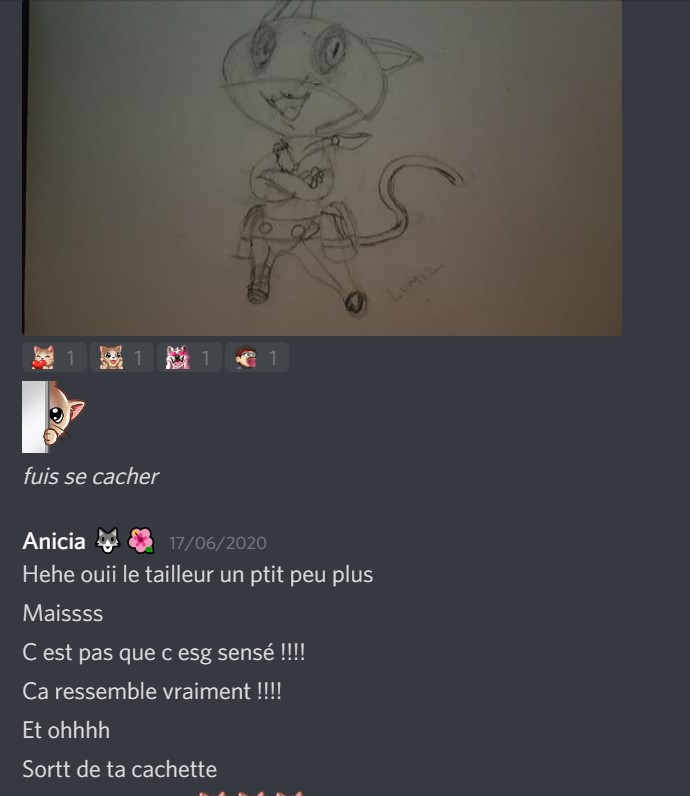 LUMIZ
1
1
1
1
fuis se cacher
Anicia 17/06/2020
Hehe ouii le tailleur un ptit peu plus
Maissss
C est pas que c esg sensé !!!!
Ca ressemble vraiment !!!!
Et ohhhh
Sortt de ta cachette